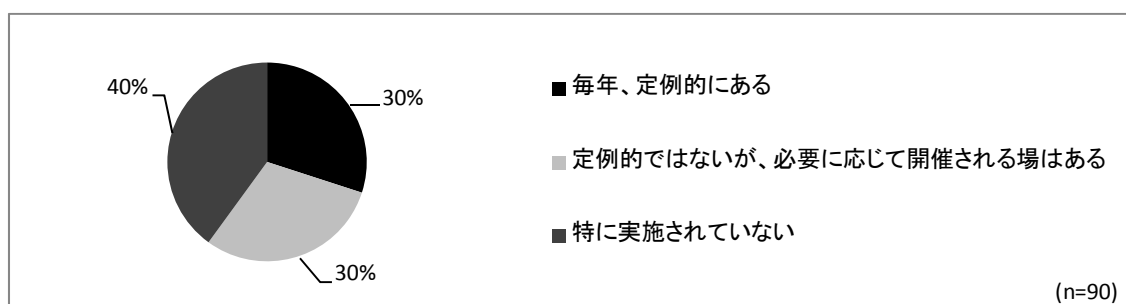 40%
30%
30%
毎年、定例的にある
定例的ではないが、必要に応じて開催される場はある
特に実施されていない
(n=90)